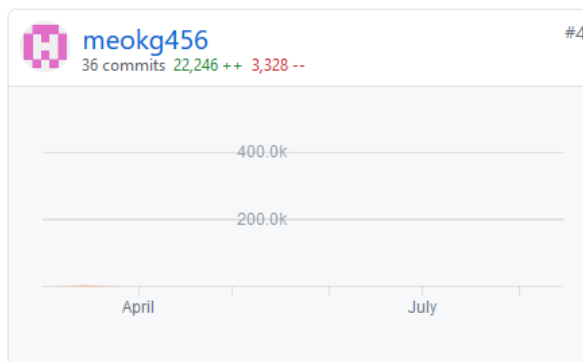 meokg456
#4
36 commits 22,246 ++ 3,328 --
400.0k
200.0k
April
July